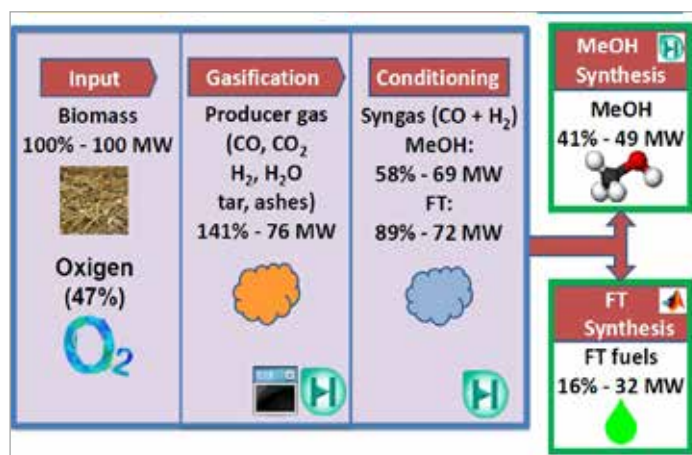 Input
Biomass
100% - 100 MW
Oxigen
(47%)
O2
Gasification
Producer gas
(CO, CO2
H2, H2O
tar, ashes)
141% - 76 MW
Conditioning
Syngas (CO + H2)
MeOH:
58% - 69 MW
FT:
89% - 72 MW
MeOH
Synthesis
MeOH
41% - 49 MW
FT
Synthesis
FT fuels
16% - 32 MW